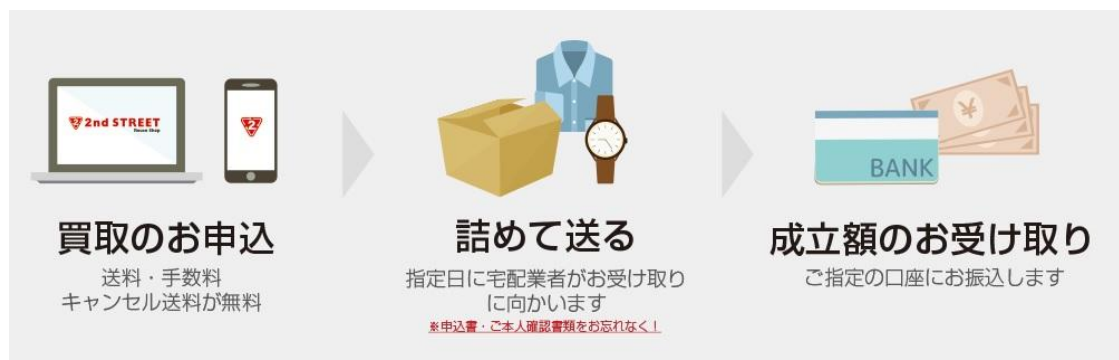 2nd STREET
Reuse Shop
買取のお申込
送料・手数料
キャンセル送料が無料
詰めて送る
指定日に宅配業者がお受け取り
に向かいます
※申込書・ご本人確認書類をお忘れなく！
¥
BANK
成立額のお受け取り
ご指定の口座にお振込します